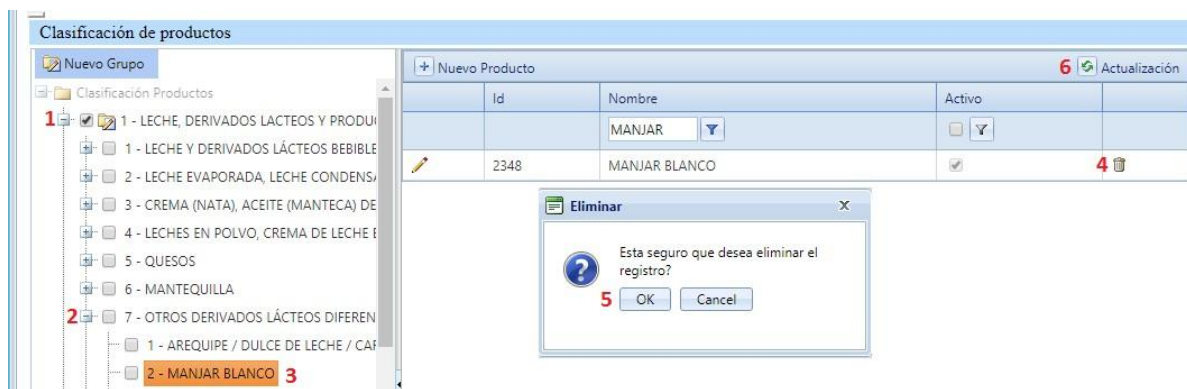 Clasificación de productos
Nuevo Grupo
Clasificación Productos
1 1 - LECHE, DERIVADOS LACTEOS Y PRODU
1 - LECHE Y DERIVADOS LÁCTEOS BEBIBLE
2 - LECHE EVAPORADA, LECHE CONDENS
3 - CREMA (NATA), ACEITE (MANTECA) DE
4 - LECHES EN POLVO, CREMA DE LECHE E
5 - QUESOS
6 - MANTEQUILLA
2 7 - OTROS DERIVADOS LÁCTEOS DIFEREN
1 - AREQUIPE / DULCE DE LECHE / CAR
2 - MANJAR BLANCO 3
+ Nuevo Producto
6 Actualización
Id Nombre Activo
MANJAR
2348 MANJAR BLANCO 4
Eliminar X
Esta seguro que desea eliminar el
registro?
5 OK Cancel